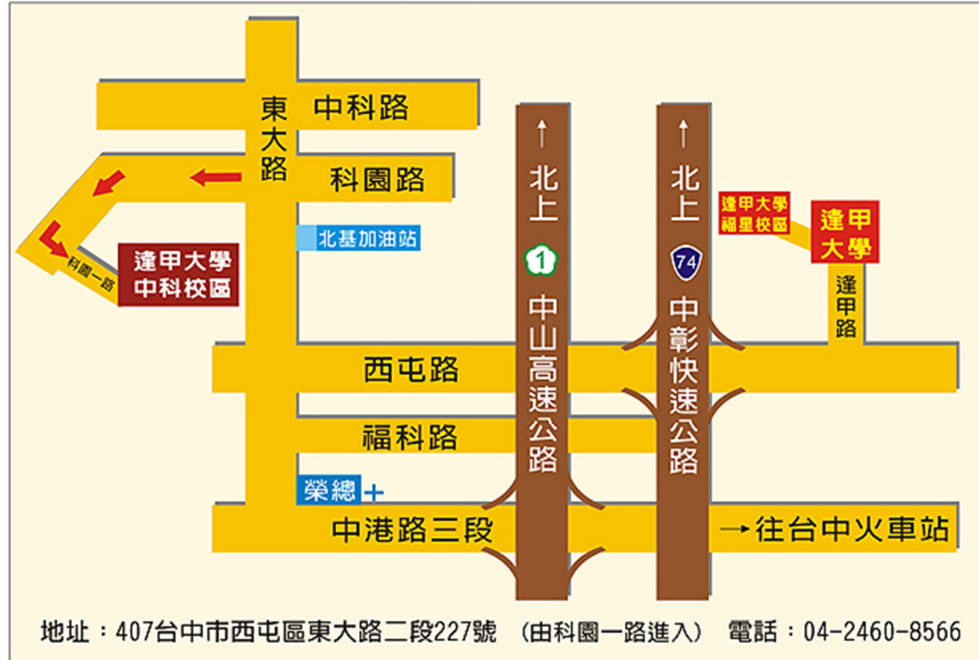 東大路
中科路
科園路
北基加油站
科園一路
逢甲大學
中科校區
↑北上 1 中山高速公路
↑北上 74 中彰快速公路
逢甲大學
福星校區
逢甲
大學
逢甲路
西屯路
福科路
榮總
中港路三段
→往台中火車站
地址：407台中市西屯區東大路二段227號 (由科園一路進入) 電話：04-2460-8566